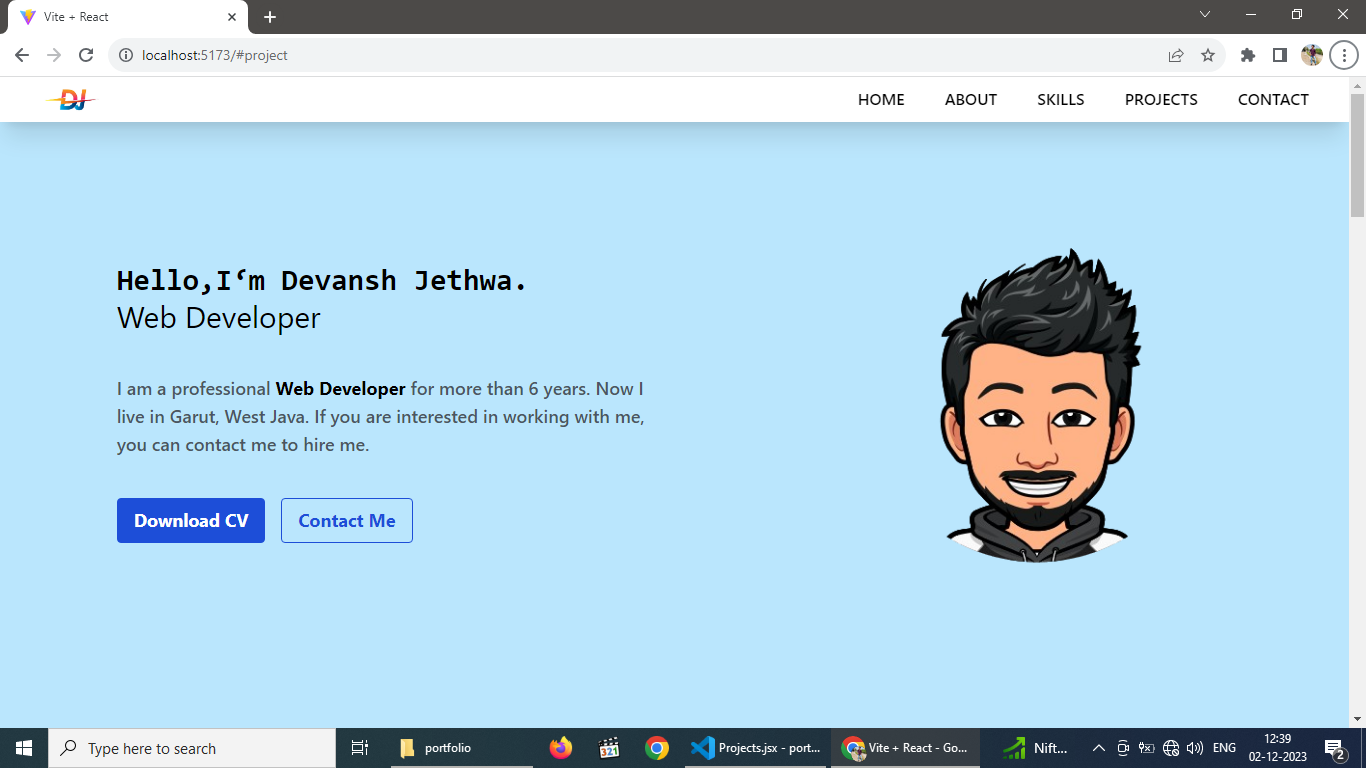 Vite + React
localhost:5173/#project
DJ
HOME ABOUT SKILLS PROJECTS CONTACT
Hello,I‘m Devansh Jethwa.
Web Developer
I am a professional Web Developer for more than 6 years. Now I
live in Garut, West Java. If you are interested in working with me,
you can contact me to hire me.
Download CV Contact Me
Type here to search
portfolio
321
Projects.jsx - port...
Vite + React - Go...
Nift...
ENG
12:39
02-12-2023
2